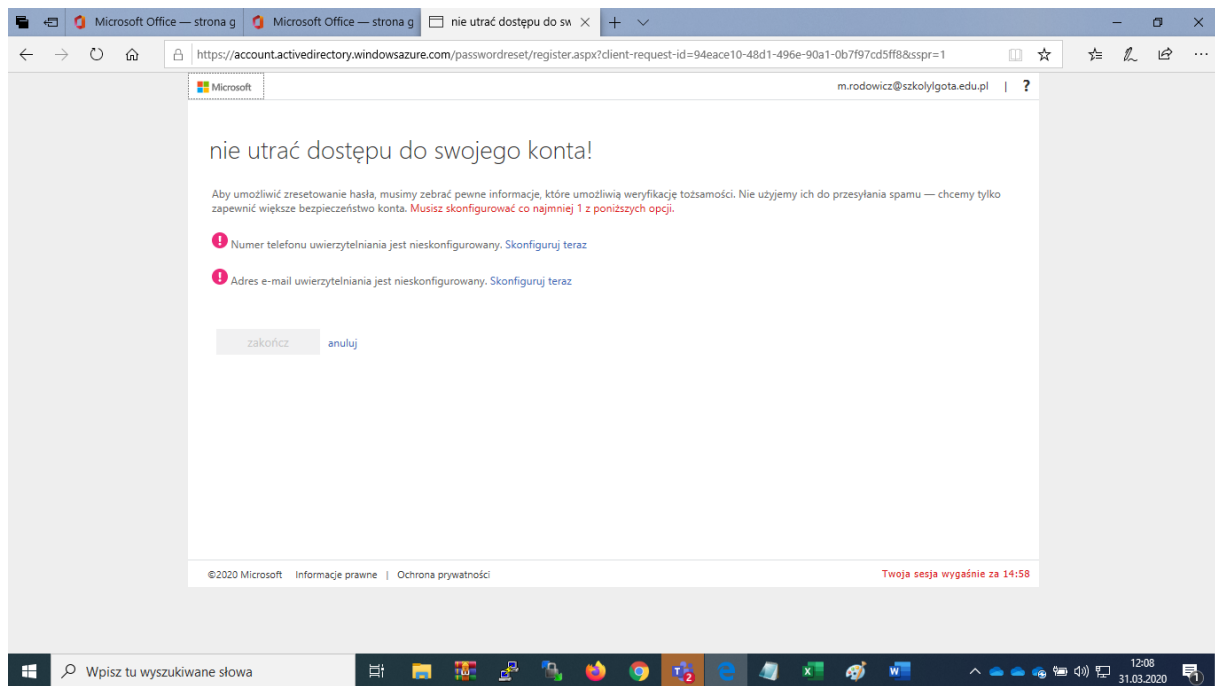 Microsoft Office — strona g
Microsoft Office — strona g
nie utrać dostępu do sw
https://account.activedirectory.windowsazure.com/passwordreset/register.aspx?client-request-id=94eace10-48d1-496e-90a1-0b7f97cd5ff8&sspr=1
Microsoft
m.rodowicz@szkolylgota.edu.pl | ?
nie utrać dostępu do swojego konta!
Aby umożliwić zresetowanie hasła, musimy zebrać pewne informacje, które umożliwią weryfikację tożsamości. Nie użyjemy ich do przesyłania spamu — chcemy tylko
zapewnić większe bezpieczeństwo konta. Musisz skonfigurować co najmniej 1 z poniższych opcji.
! Numer telefonu uwierzytelniania jest nieskonfigurowany. Skonfiguruj teraz
! Adres e-mail uwierzytelniania jest nieskonfigurowany. Skonfiguruj teraz
zakończ anuluj
©2020 Microsoft Informacje prawne | Ochrona prywatności
Twoja sesja wygaśnie za 14:58
Wpisz tu wyszukiwane słowa
12:08
31.03.2020